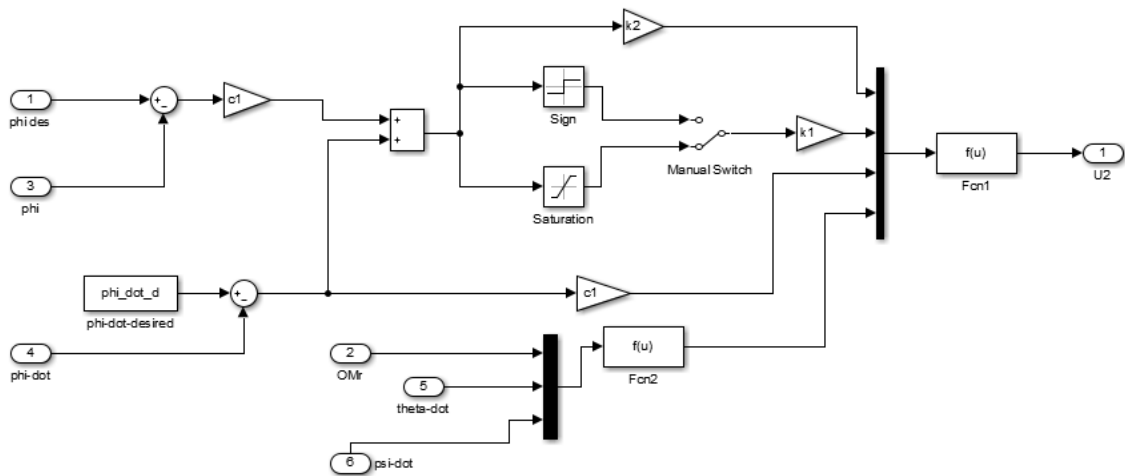 k2
1
phi des
+
-
c1
+
+
Sign
Manual Switch
k1
f(u)
Fcn1
1
U2
3
phi
Saturation
phi_dot_d
phi-dot-desired
+
-
c1
4
phi-dot
2
OMr
f(u)
Fcn2
5
theta-dot
6
psi-dot